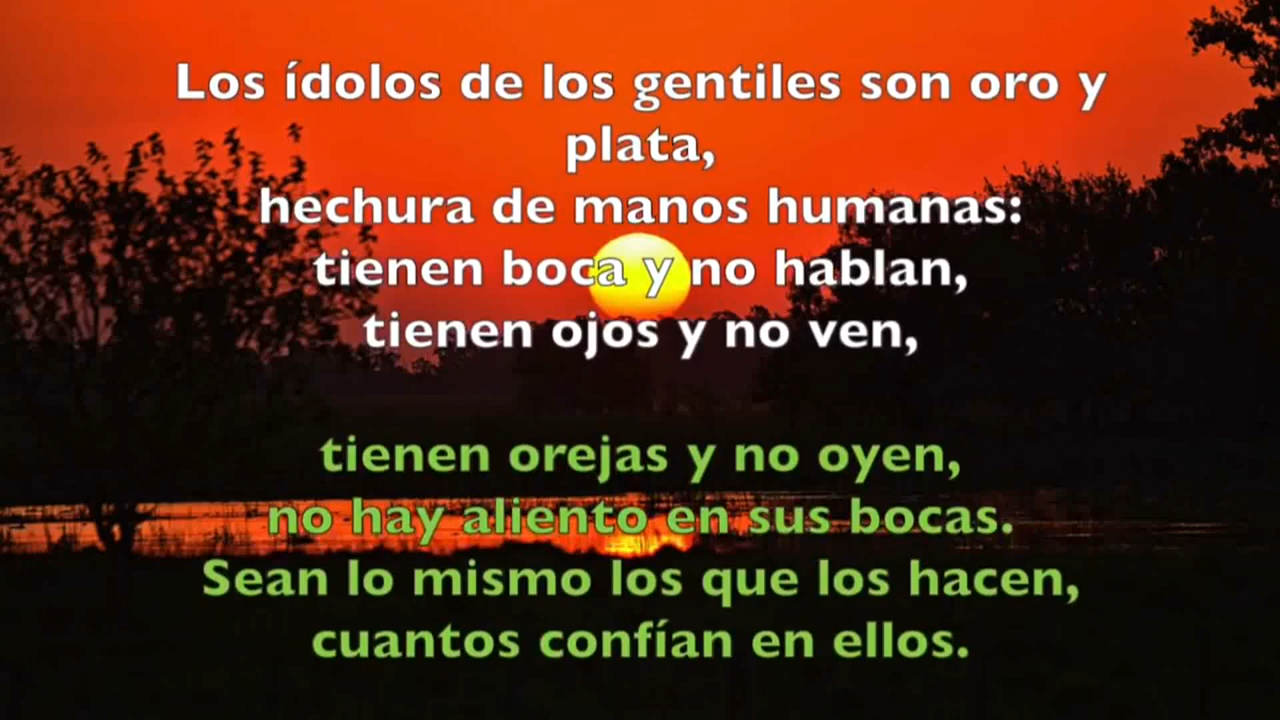 Los ídolos de los gentiles son oro y
plata,
hechura de manos humanas:
tienen boca y no hablan,
tienen ojos y no ven,
tienen orejas y no oyen,
no hay aliento en sus bocas.
Sean lo mismo los que los hacen,
cuantos confían en ellos.